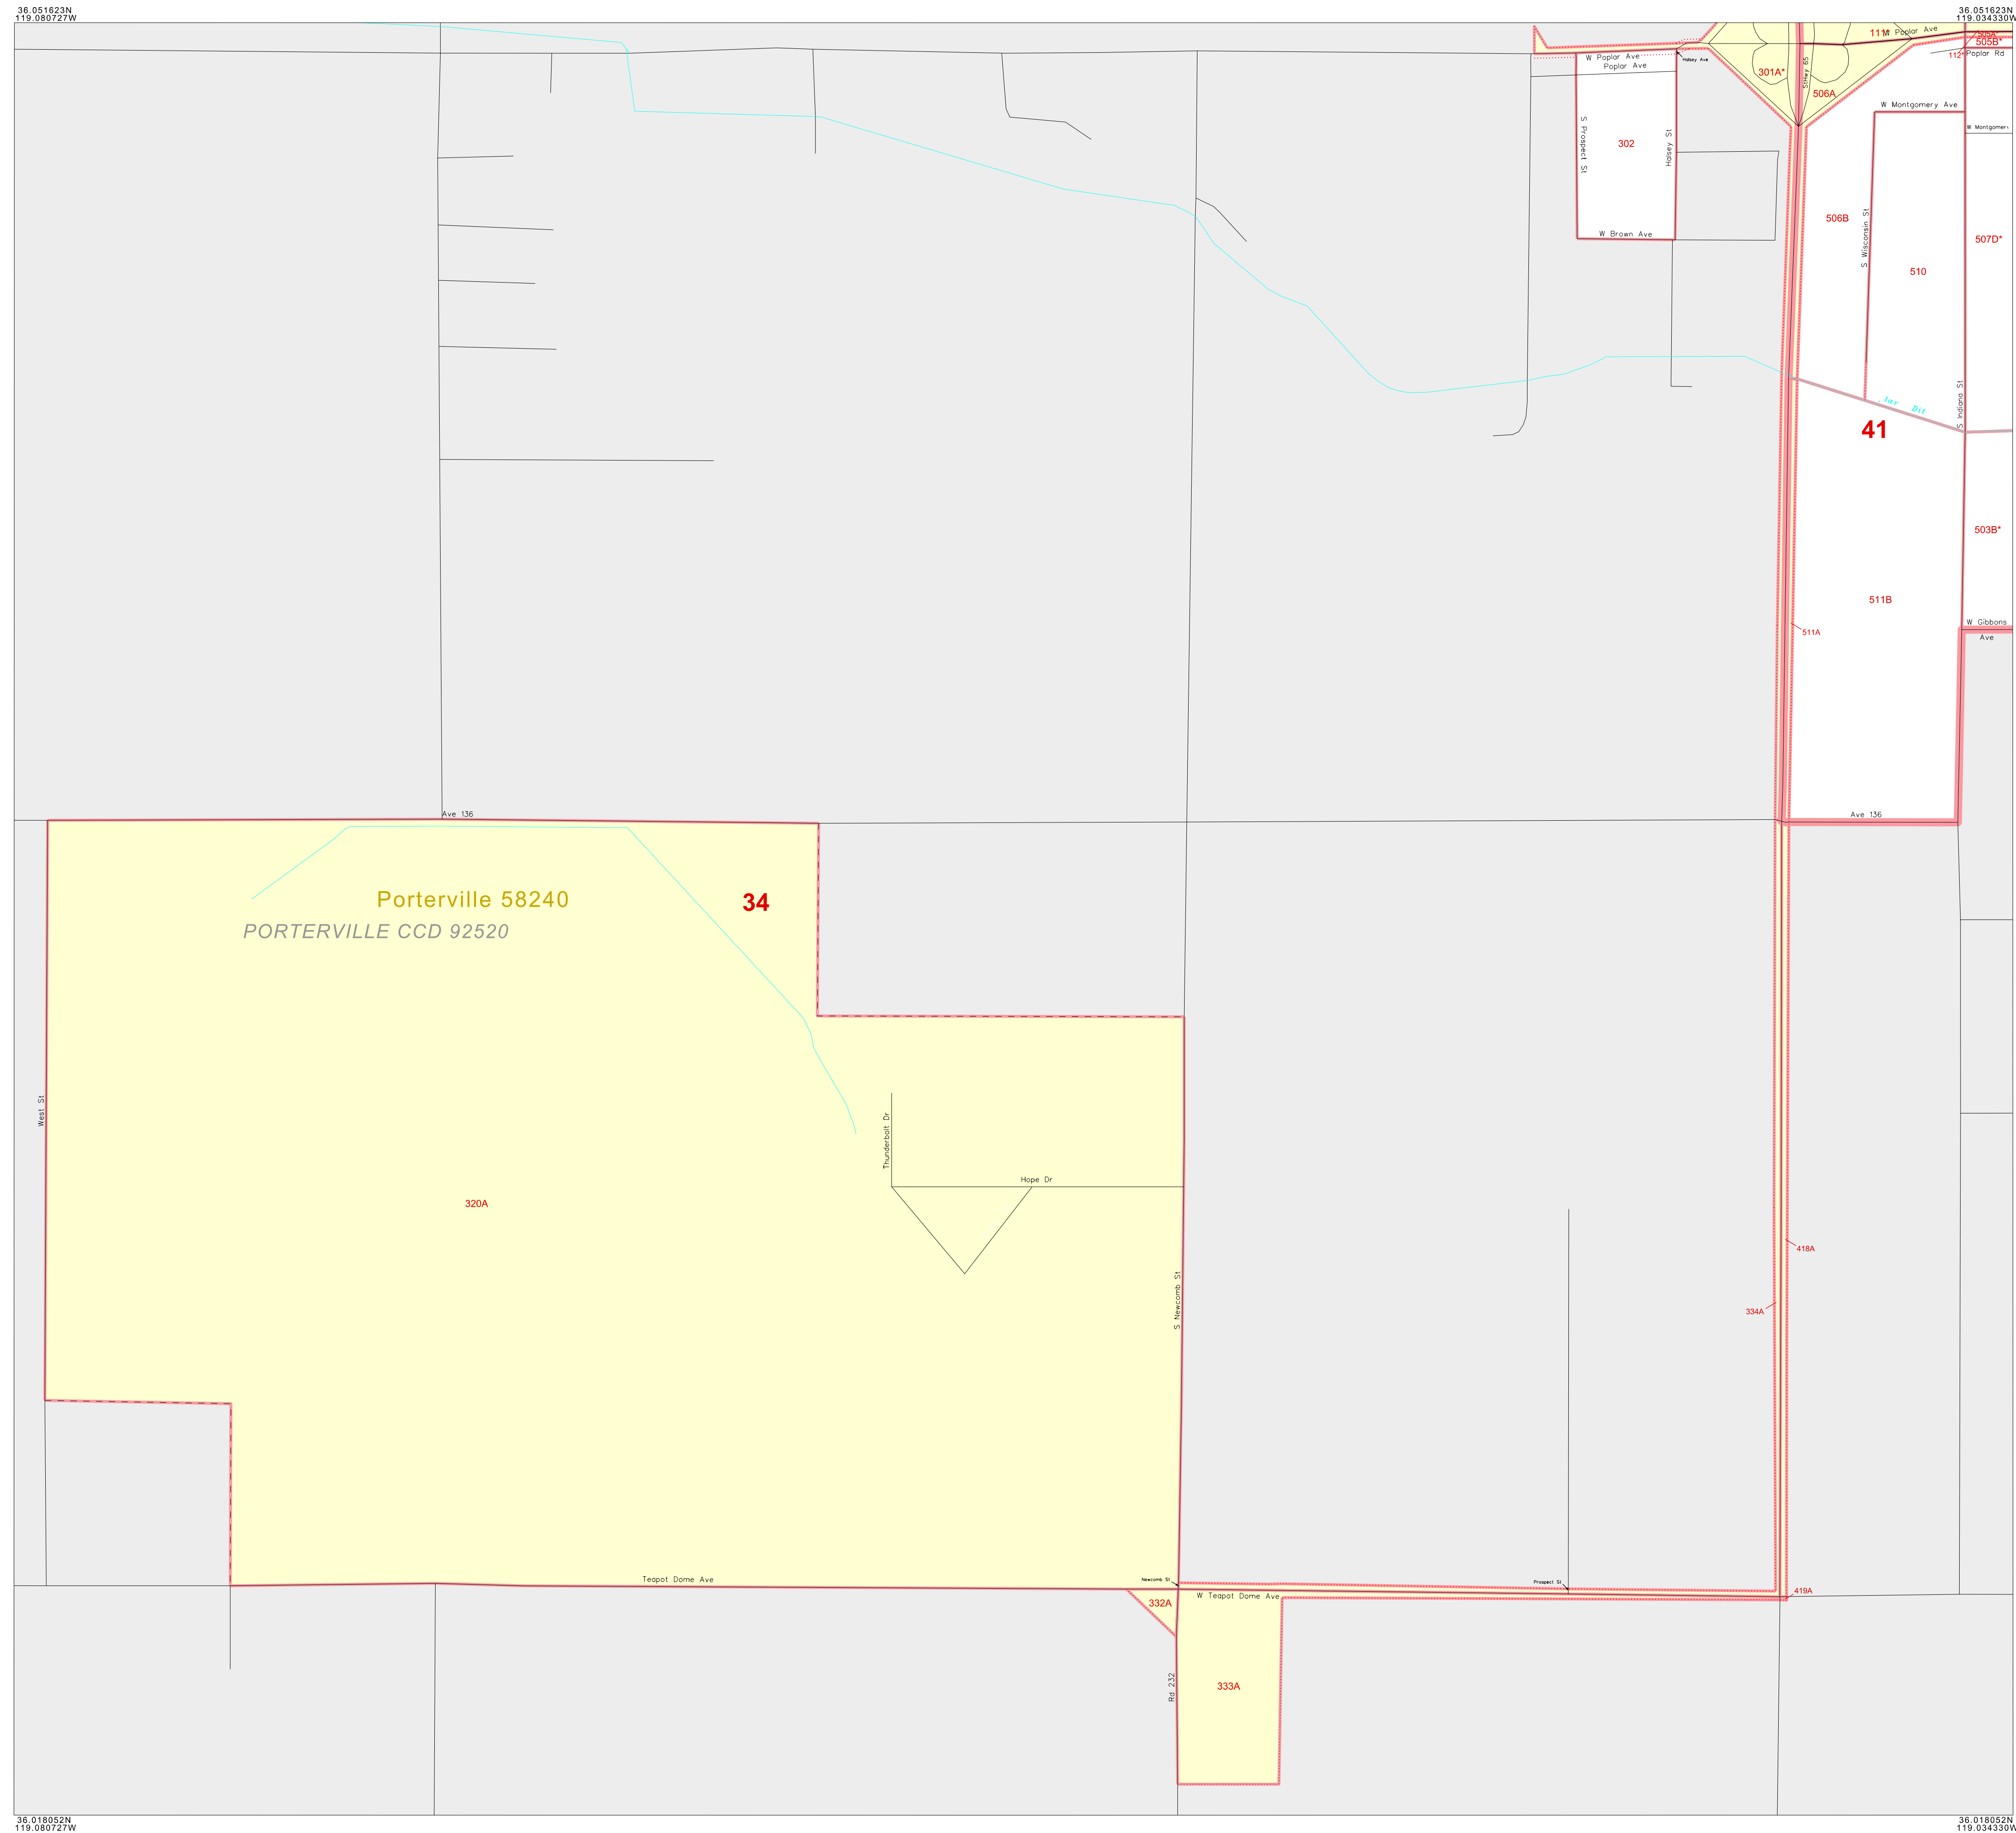 36.051623N
119.080727W
36.051623N
119.034330W
W Poplar Ave
Poplar Ave
Halsey Ave
301A*
Sthwy 65
506A
W Poplar Ave
505B*
Poplar Rd
112*
W Montgomery Ave
S Prospect St
302
Halsey St
W Brown Ave
506B
S Wisconsin St
510
507D*
S Indiana St
41
503B*
511B
511A
W Gibbons
Ave
Ave 136
Ave 136
Porterville 58240
PORTERVILLE CCD 92520
34
West St
Thunderbolt Dr
Hope Dr
320A
S Newcomb St
418A
334A
Teapot Dome Ave
Newcomb St
Prospect St
419A
W Teapot Dome Ave
332A
Rd 232
333A
36.018052N
119.080727W
36.018052N
119.034330W